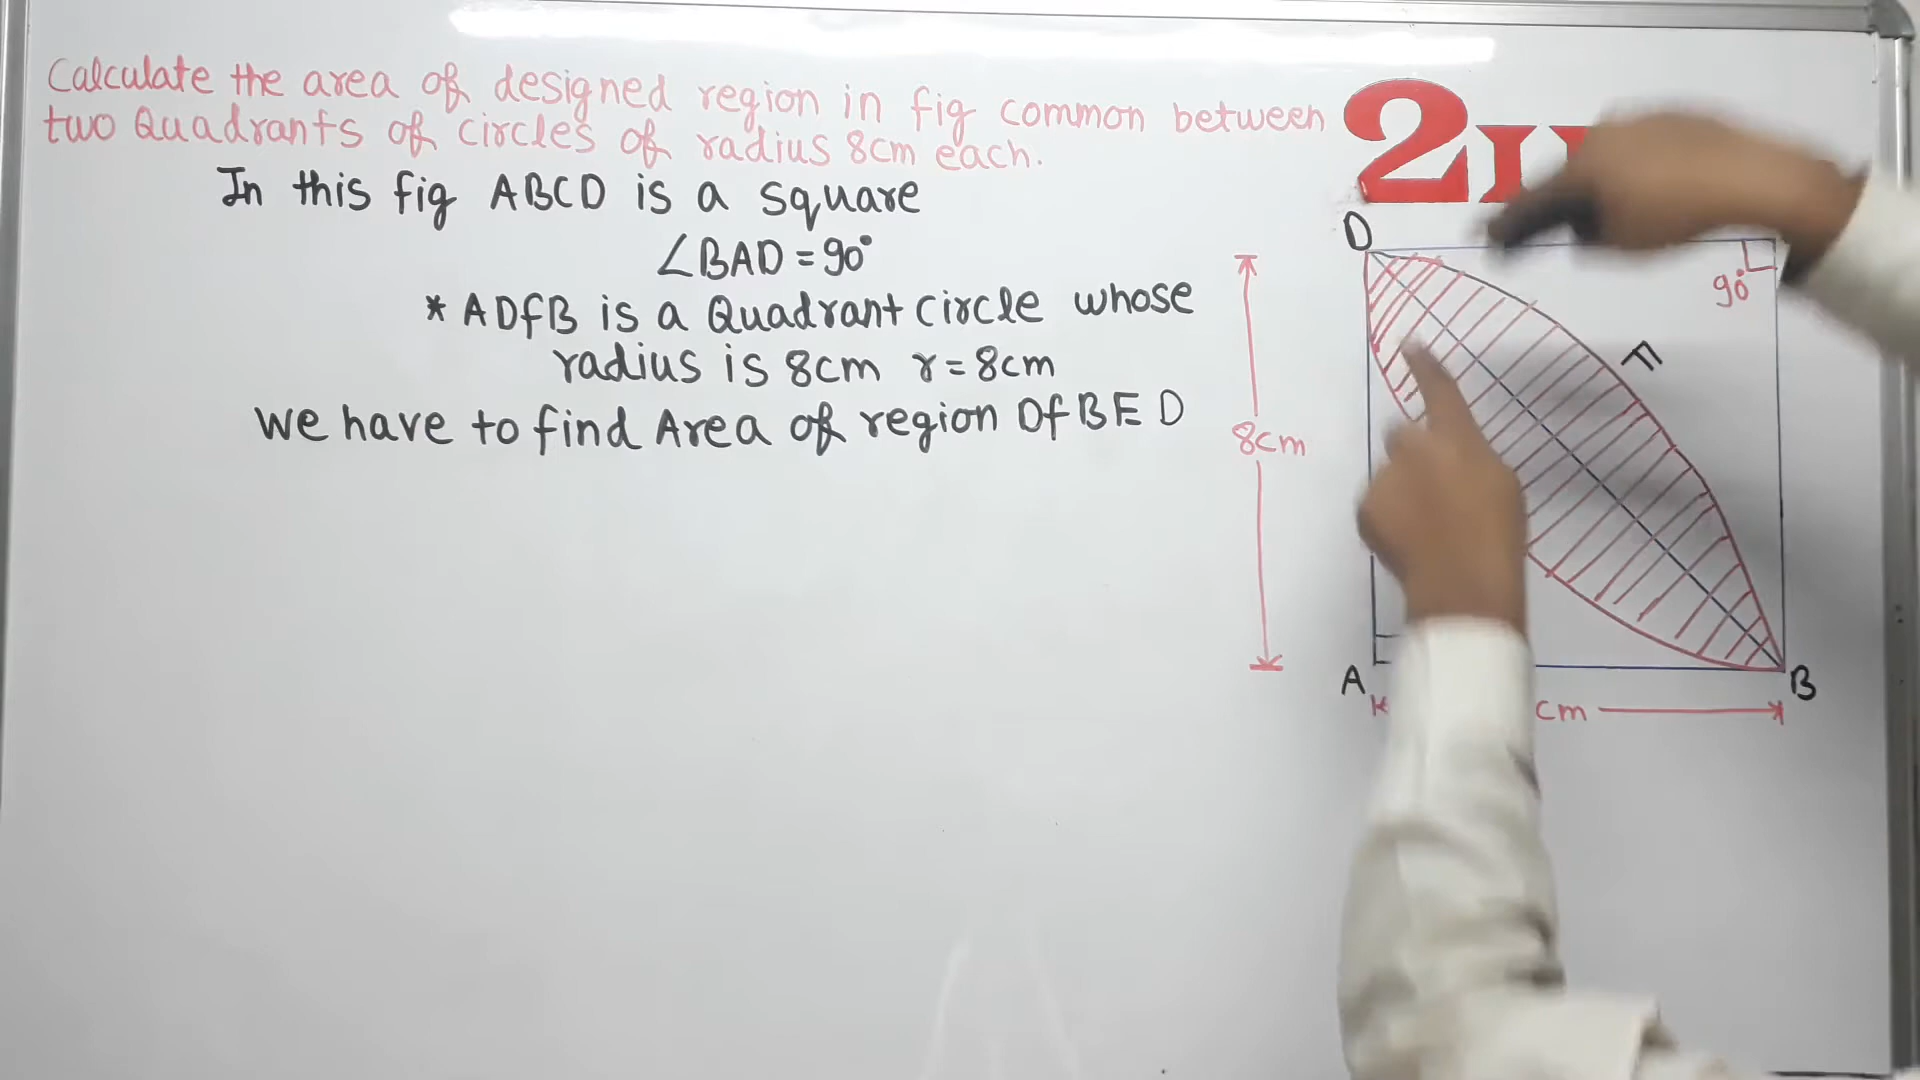 Calculate the area of designed region in fig common between
two Quadrants of circles of radius 8cm each.
In this fig ABCD is a square
∠BAD = 90°
* ADfB is a Quadrant circle whose
radius is 8cm r = 8cm
we have to find Area of region DfBED
D
90°
F
8cm
A
B
cm